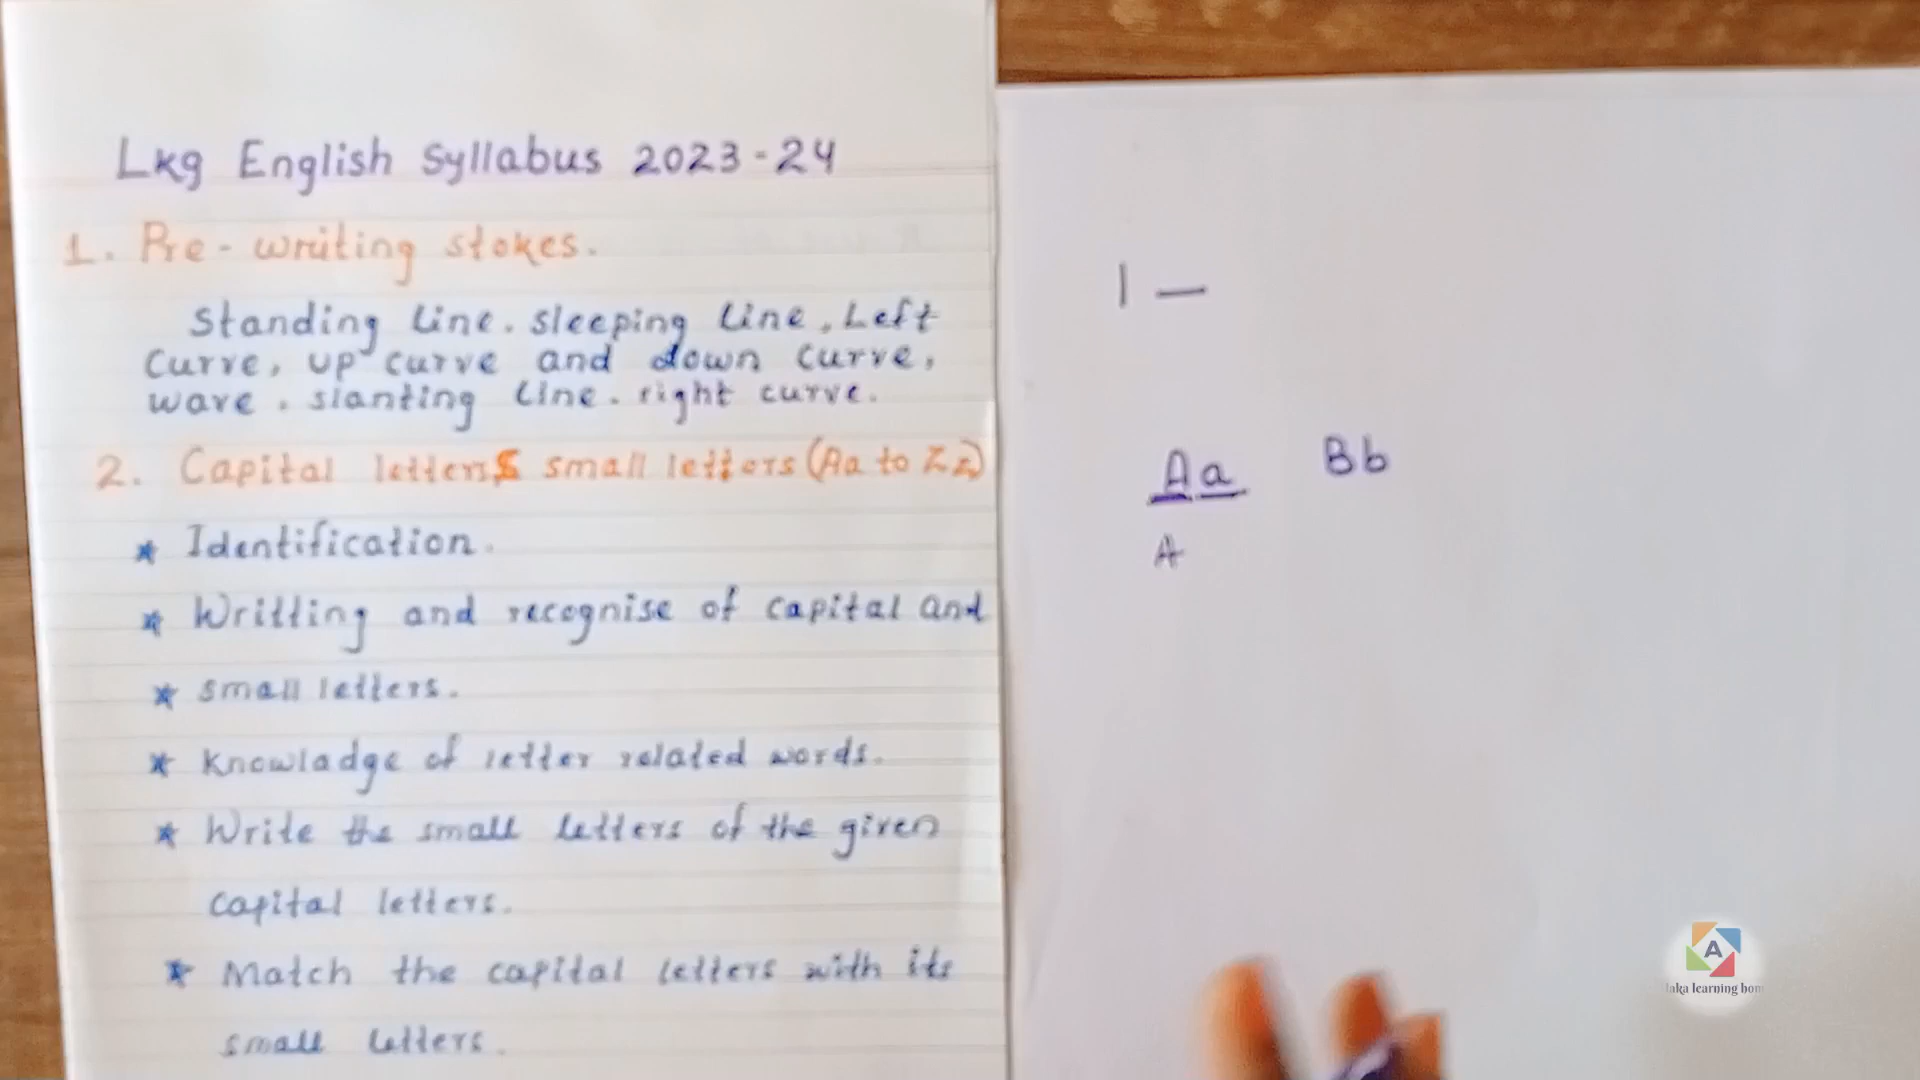 Lkg English Syllabus 2023-24
1. Pre-writing stokes.
Standing line. sleeping line, Left
curve, up curve and down curve,
wave. slanting line. right curve.
2. Capital letters small letters (Aa to Zz)
* Identification.
* Writting and recognise of capital and
* small letters.
* Knowladge of letter related words.
* Write the small letters of the given
capital letters.
* Match the capital letters with its
small letters.
| —
Aa Bb
A
A
laka learning hom